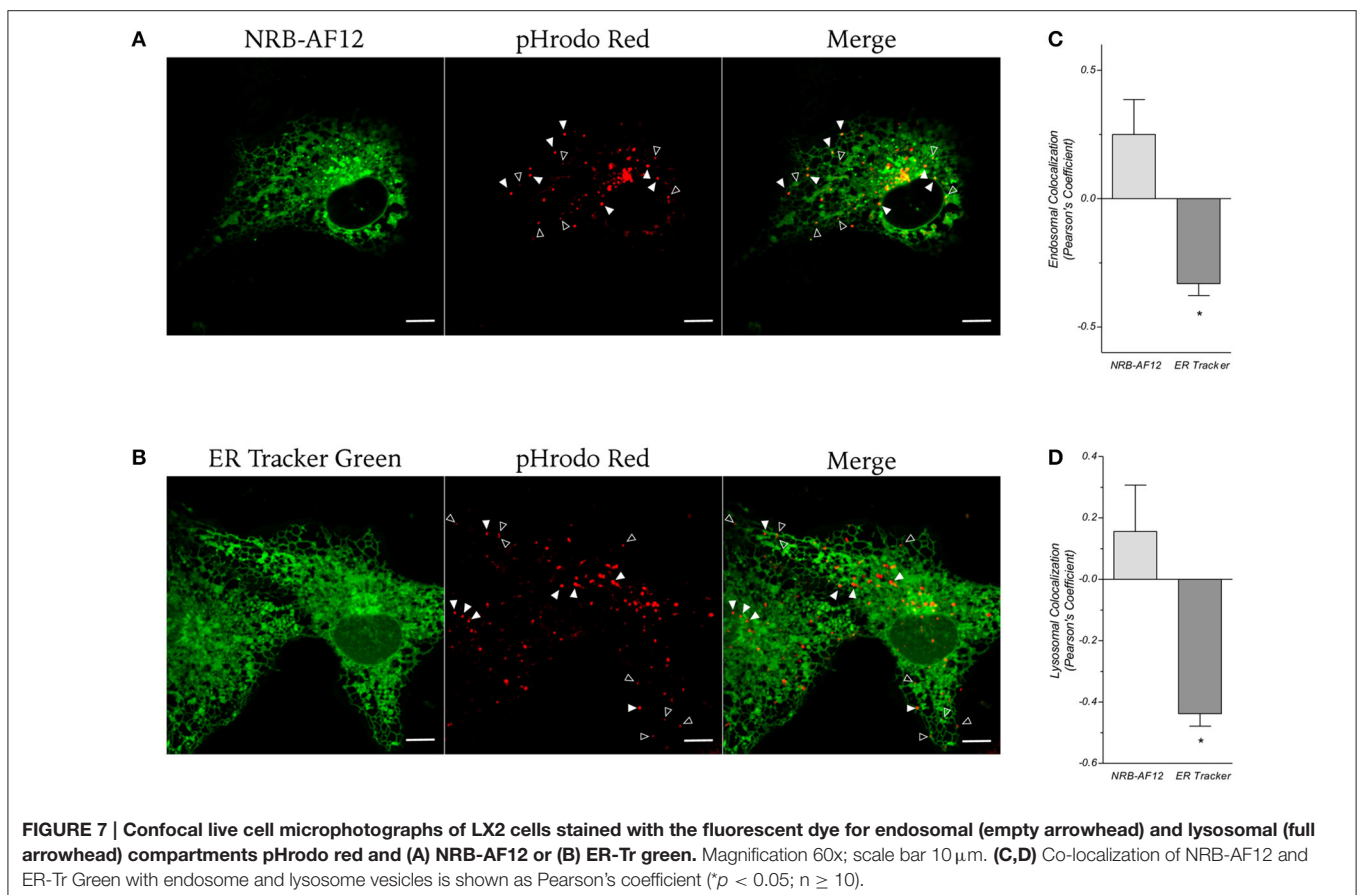 A
NRB-AF12
pHrodo Red
Merge
C
0.5
0.0
-0.5
Endosomal Colocalization
(Pearson's Coefficient)
*
NRB-AF12
ER Tracker
B
ER Tracker Green
pHrodo Red
Merge
D
0.4
0.2
-0.0
-0.2
-0.4
-0.6
Lysosomal Colocalization
(Pearson's Coefficient)
*
NRB-AF12
ER Tracker
FIGURE 7 | Confocal live cell microphotographs of LX2 cells stained with the fluorescent dye for endosomal (empty arrowhead) and lysosomal (full
arrowhead) compartments pHrodo red and (A) NRB-AF12 or (B) ER-Tr green. Magnification 60x; scale bar 10 μm. (C,D) Co-localization of NRB-AF12 and
ER-Tr Green with endosome and lysosome vesicles is shown as Pearson's coefficient (*p < 0.05; n ≥ 10).